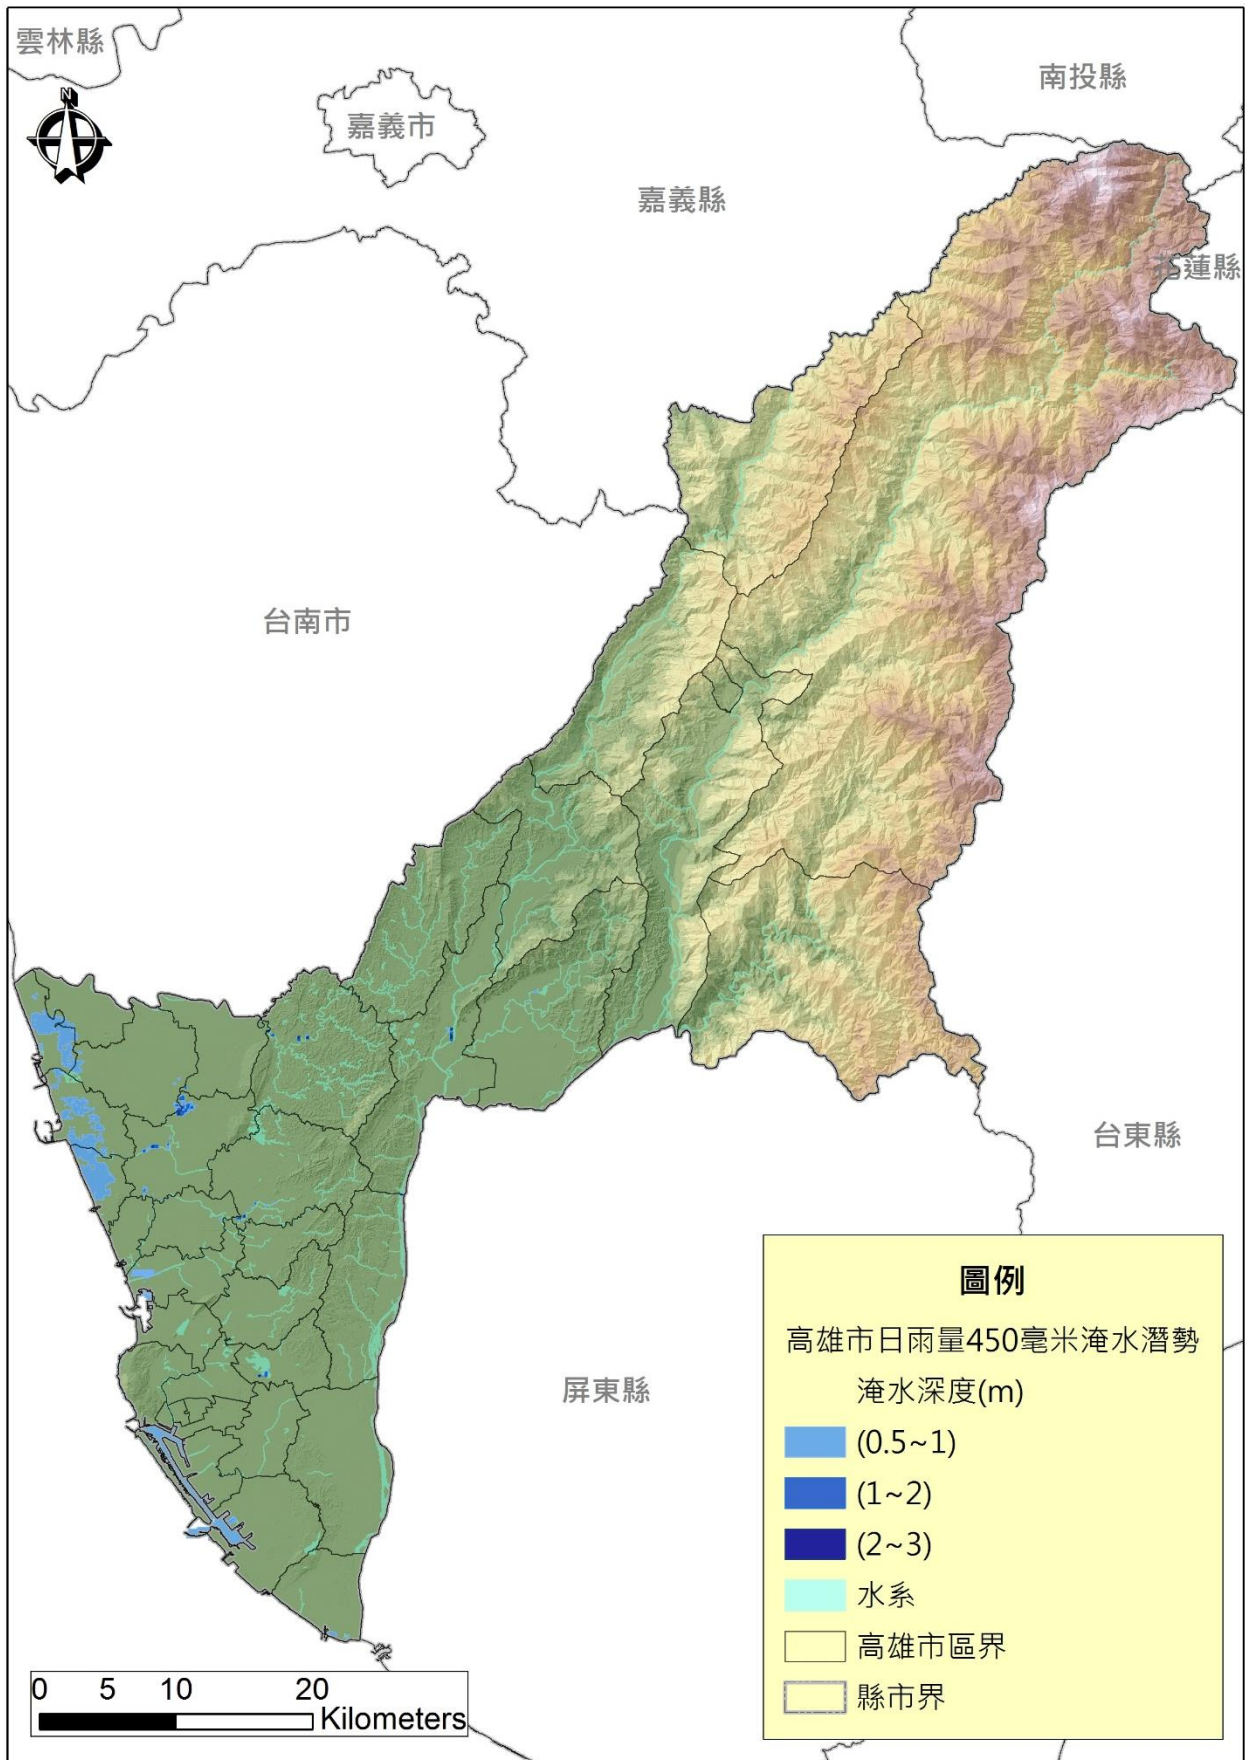 雲林縣
南投縣
N
嘉義市
嘉義縣
花蓮縣
台南市
台東縣
屏東縣
圖例
高雄市日雨量450毫米淹水潛勢
淹水深度(m)
(0.5~1)
(1~2)
(2~3)
水系
高雄市區界
縣市界
0 5 10 20
Kilometers